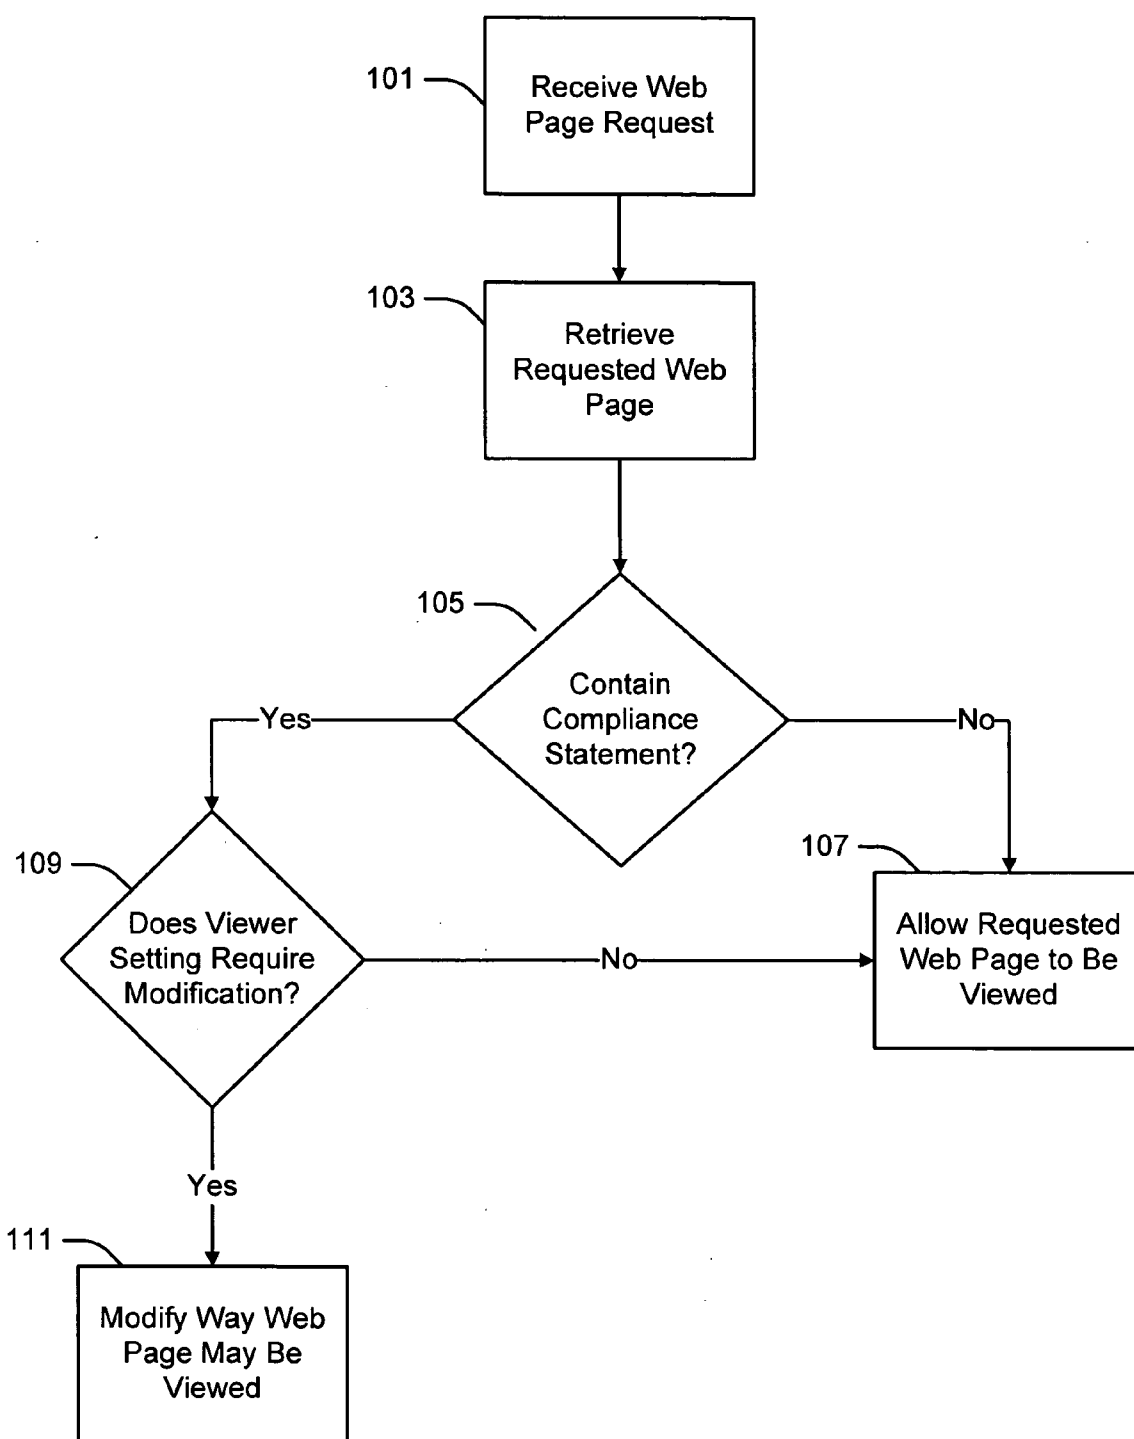 101
Receive Web
Page Request
103
Retrieve
Requested Web
Page
105
Contain
Compliance
Statement?
Yes
No
109
Does Viewer
Setting Require
Modification?
No
107
Allow Requested
Web Page to Be
Viewed
Yes
111
Modify Way Web
Page May Be
Viewed